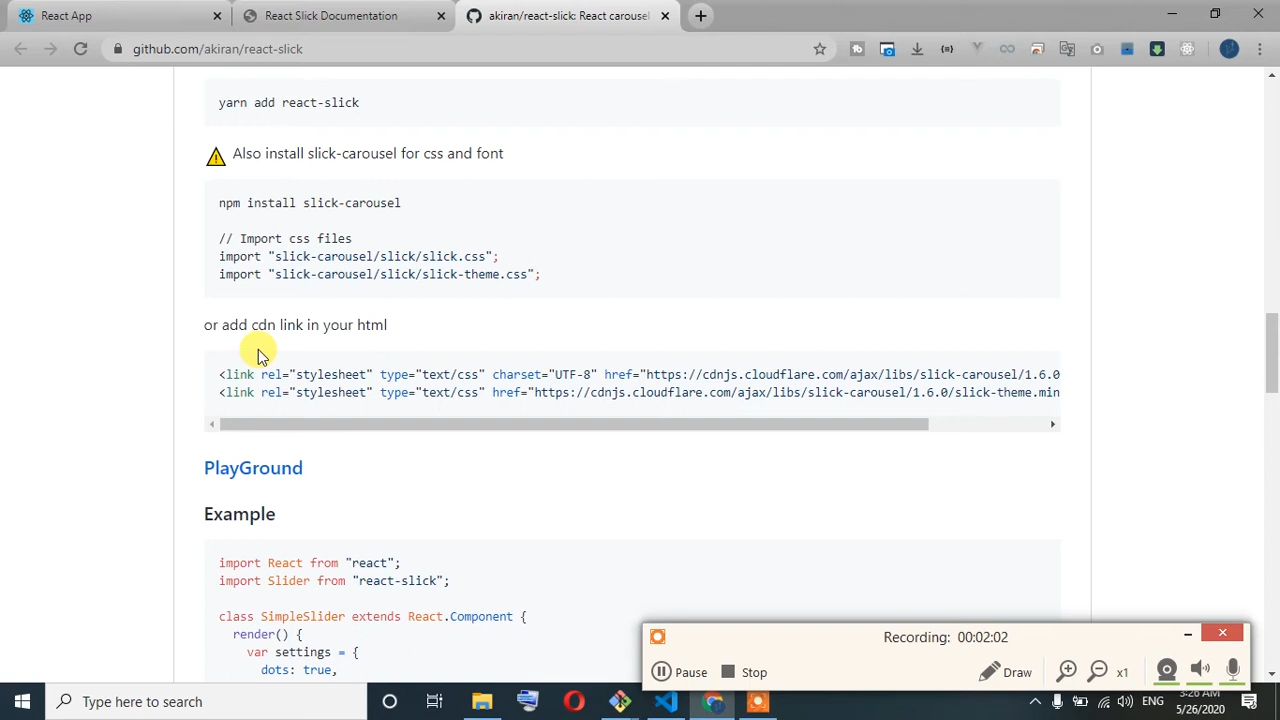 React App
React Slick Documentation
akiran/react-slick: React carousel
github.com/akiran/react-slick
yarn add react-slick
Also install slick-carousel for css and font
npm install slick-carousel
// Import css files
import "slick-carousel/slick/slick.css";
import "slick-carousel/slick/slick-theme.css";
or add cdn link in your html
<link rel="stylesheet" type="text/css" charset="UTF-8" href="https://cdnjs.cloudflare.com/ajax/libs/slick-carousel/1.6.0
<link rel="stylesheet" type="text/css" href="https://cdnjs.cloudflare.com/ajax/libs/slick-carousel/1.6.0/slick-theme.min
PlayGround
Example
import React from "react";
import Slider from "react-slick";
class SimpleSlider extends React.Component {
render() {
var settings = {
dots: true,
Recording: 00:02:02
Pause
Stop
Draw
x1
Type here to search
ENG
3:26 AM
5/26/2020